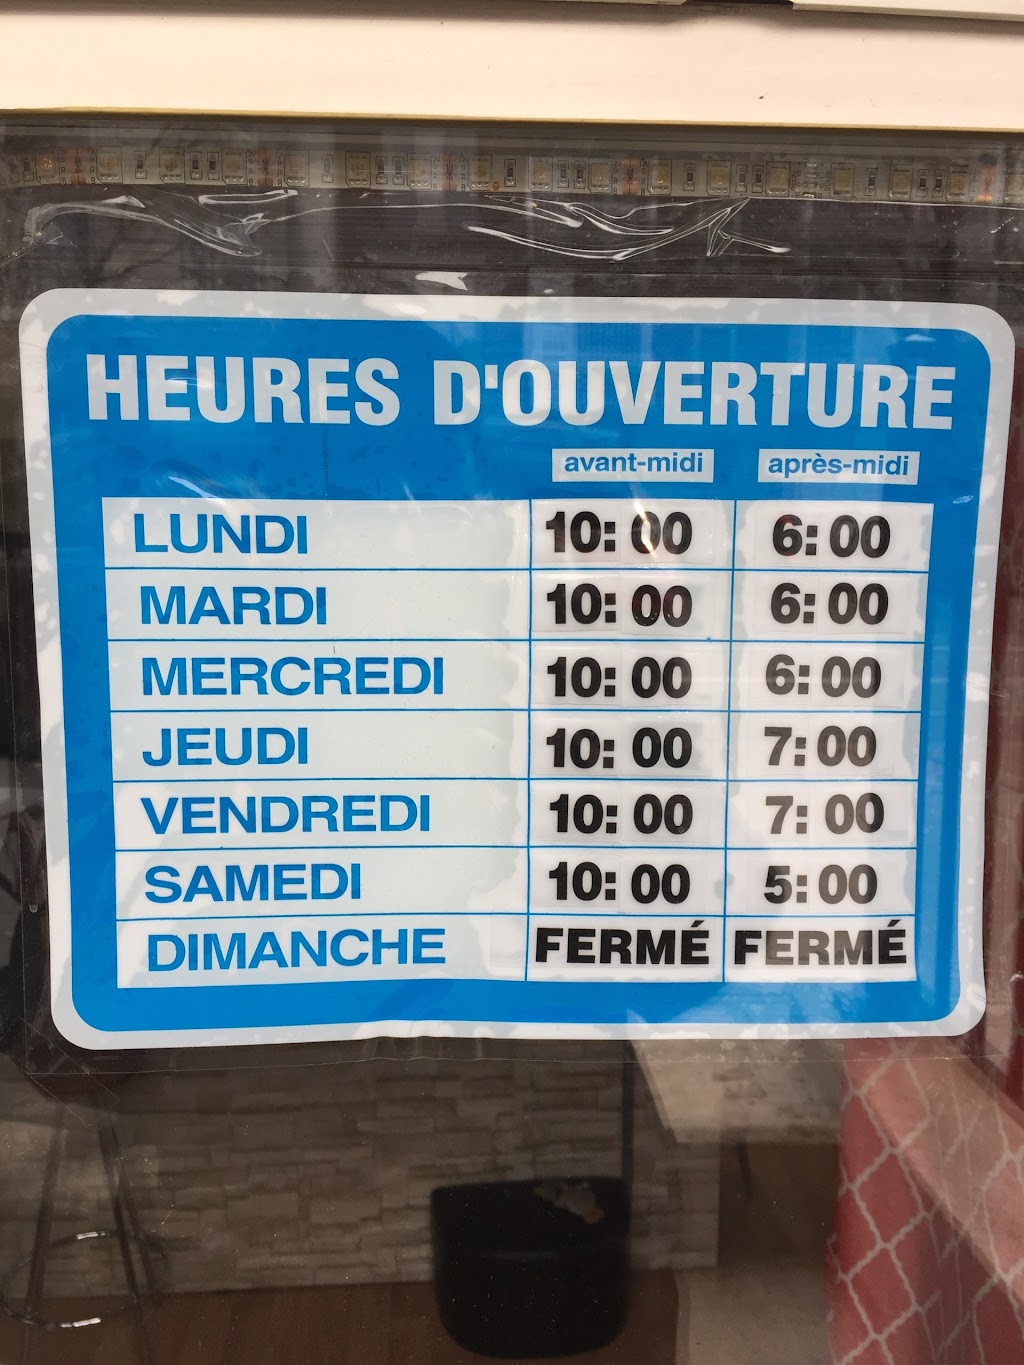 HEURES D'OUVERTURE
avant-midi après-midi
LUNDI 10:00 6:00
MARDI 10:00 6:00
MERCREDI 10:00 6:00
JEUDI 10:00 7:00
VENDREDI 10:00 7:00
SAMEDI 10:00 5:00
DIMANCHE FERMÉ FERMÉ